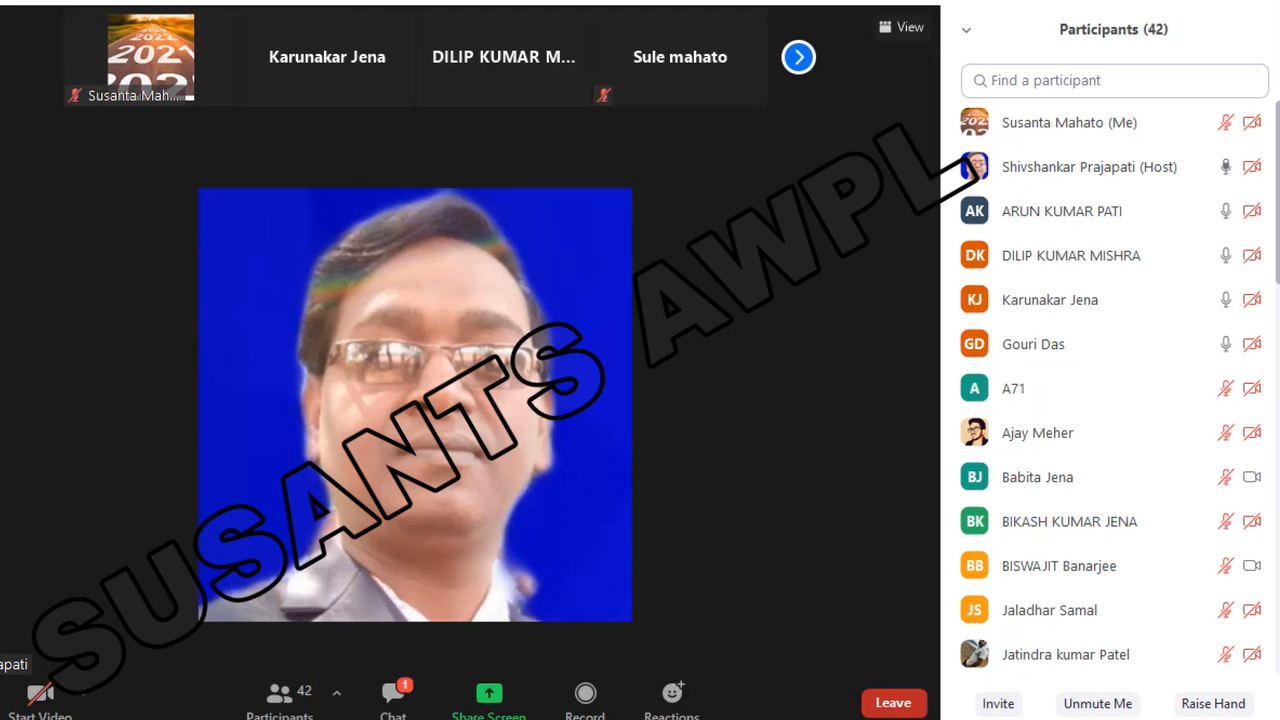 2021
202
Susanta Mah...
Karunakar Jena
DILIP KUMAR M...
Sule mahato
View
Participants (42)
Find a participant
Susanta Mahato (Me)
Shivshankar Prajapati (Host)
AK ARUN KUMAR PATI
DK DILIP KUMAR MISHRA
KJ Karunakar Jena
GD Gouri Das
A A71
Ajay Meher
BJ Babita Jena
BK BIKASH KUMAR JENA
BB BISWAJIT Banarjee
JS Jaladhar Samal
Jatindra kumar Patel
SUSANTS AWPL
apati
Start Video
42
Participants
1
Chat
Share Screen
Record
Reactions
Leave
Invite
Unmute Me
Raise Hand